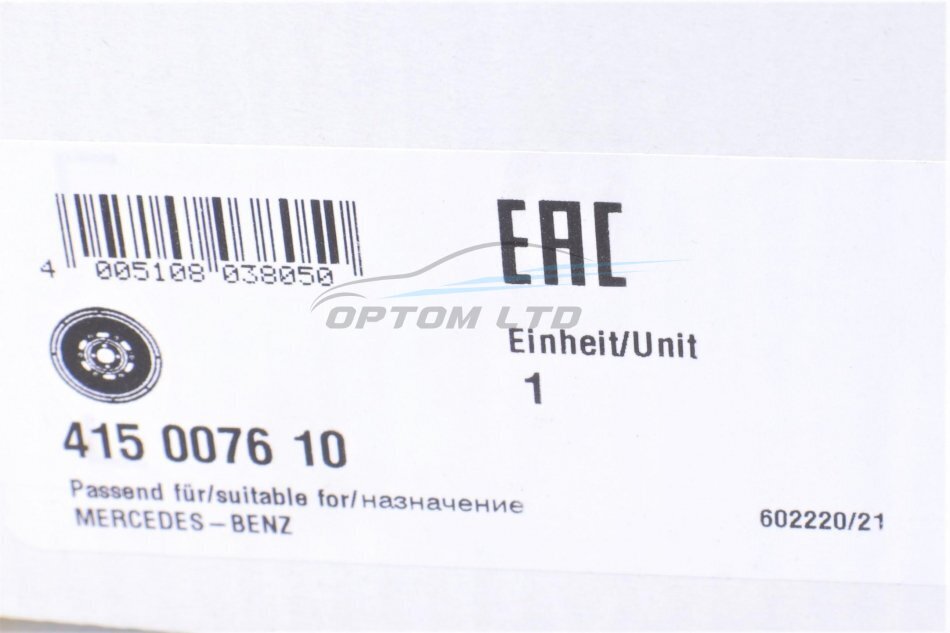 EAC
4 005108 038050
OPTOM LTD
Einheit/Unit
1
415 0076 10
Passend für/suitable for/назначение
MERCEDES-BENZ
602220/21